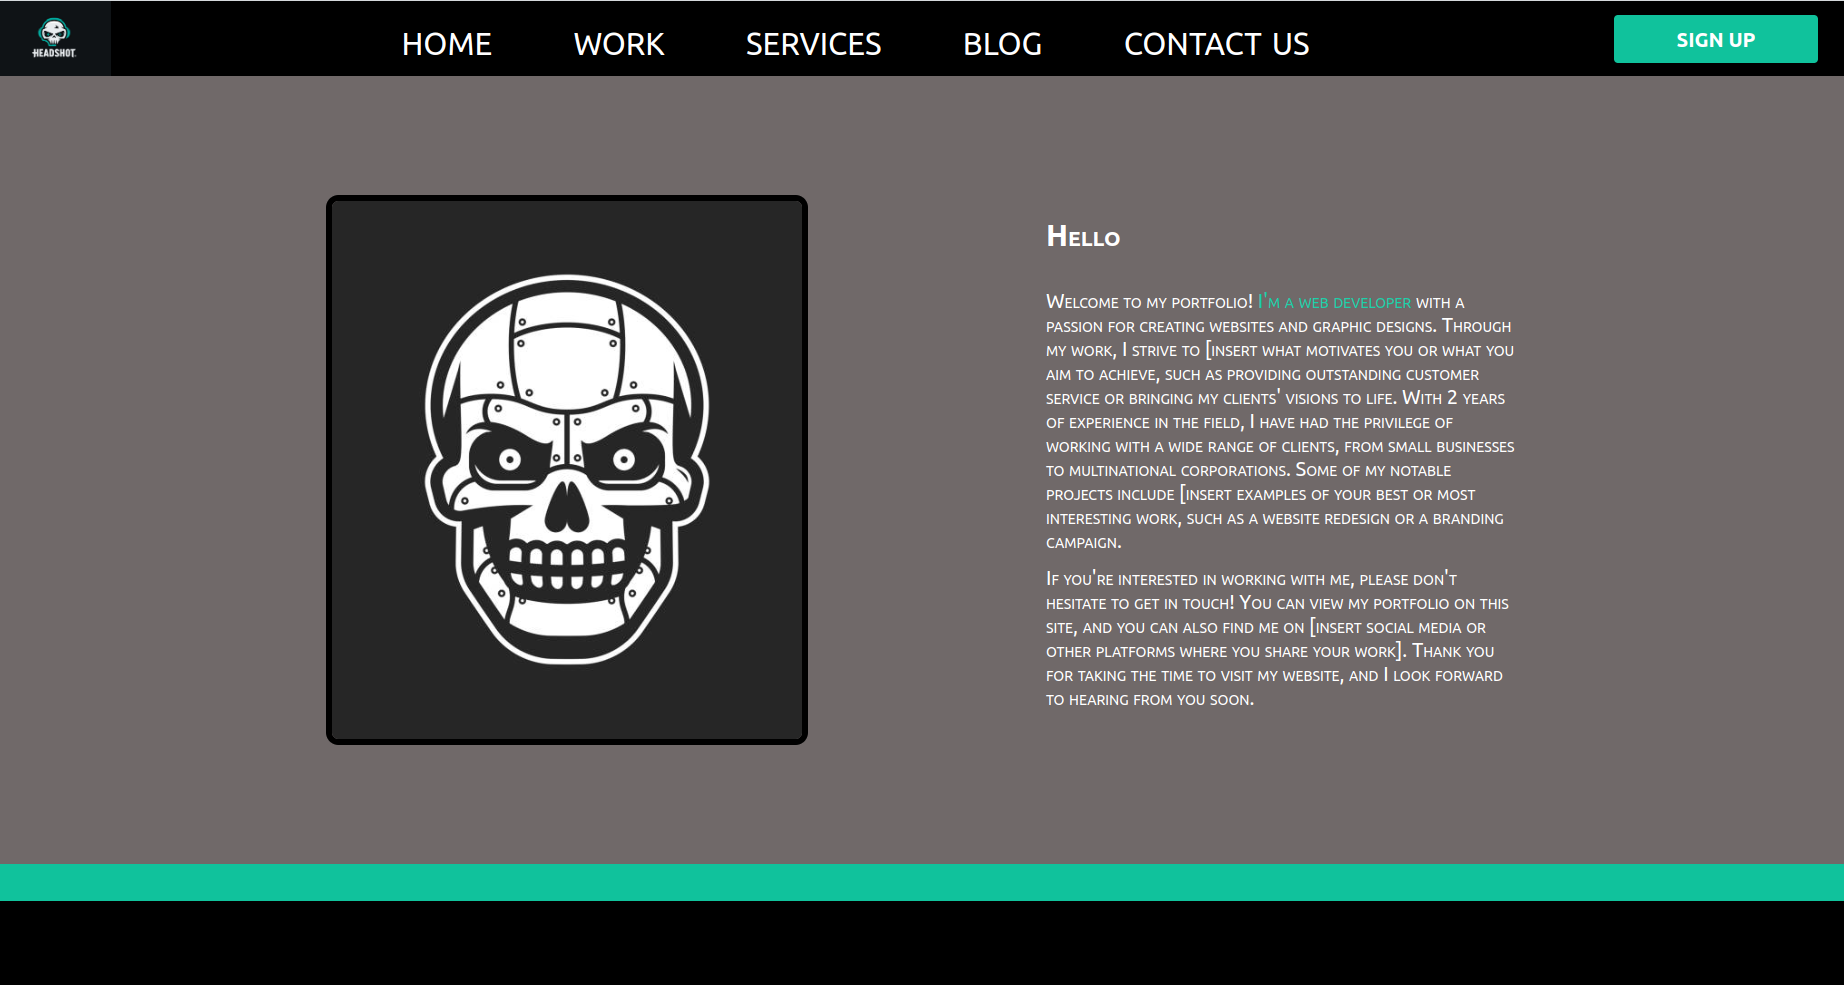 HEADSHOT.
HOME WORK SERVICES BLOG CONTACT US
SIGN UP
Hello
Welcome to my portfolio! I'm a web developer with a
passion for creating websites and graphic designs. Through
my work, I strive to [insert what motivates you or what you
aim to achieve, such as providing outstanding customer
service or bringing my clients' visions to life. With 2 years
of experience in the field, I have had the privilege of
working with a wide range of clients, from small businesses
to multinational corporations. Some of my notable
projects include [insert examples of your best or most
interesting work, such as a website redesign or a branding
campaign.
If you're interested in working with me, please don't
hesitate to get in touch! You can view my portfolio on this
site, and you can also find me on [insert social media or
other platforms where you share your work]. Thank you
for taking the time to visit my website, and I look forward
to hearing from you soon.